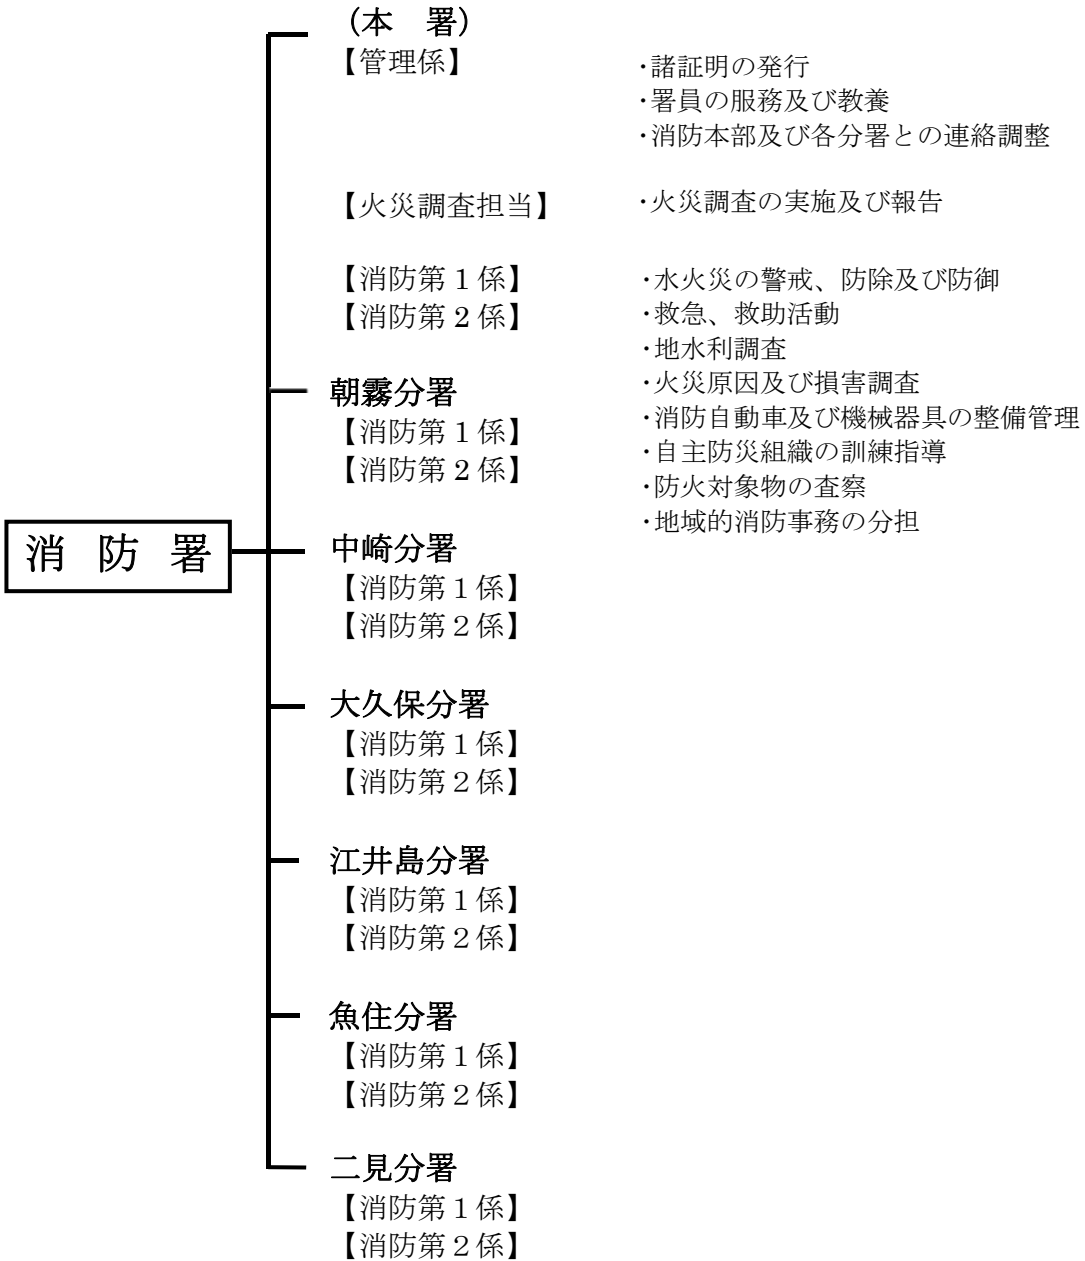 （本　署）
【管理係】
・諸証明の発行
・署員の服務及び教養
・消防本部及び各分署との連絡調整
【火災調査担当】
・火災調査の実施及び報告
【消防第１係】
【消防第２係】
・水火災の警戒、防除及び防御
・救急、救助活動
・地水利調査
・火災原因及び損害調査
・消防自動車及び機械器具の整備管理
・自主防災組織の訓練指導
・防火対象物の査察
・地域的消防事務の分担
朝霧分署
【消防第１係】
【消防第２係】
消　防　署
中崎分署
【消防第１係】
【消防第２係】
大久保分署
【消防第１係】
【消防第２係】
江井島分署
【消防第１係】
【消防第２係】
魚住分署
【消防第１係】
【消防第２係】
二見分署
【消防第１係】
【消防第２係】